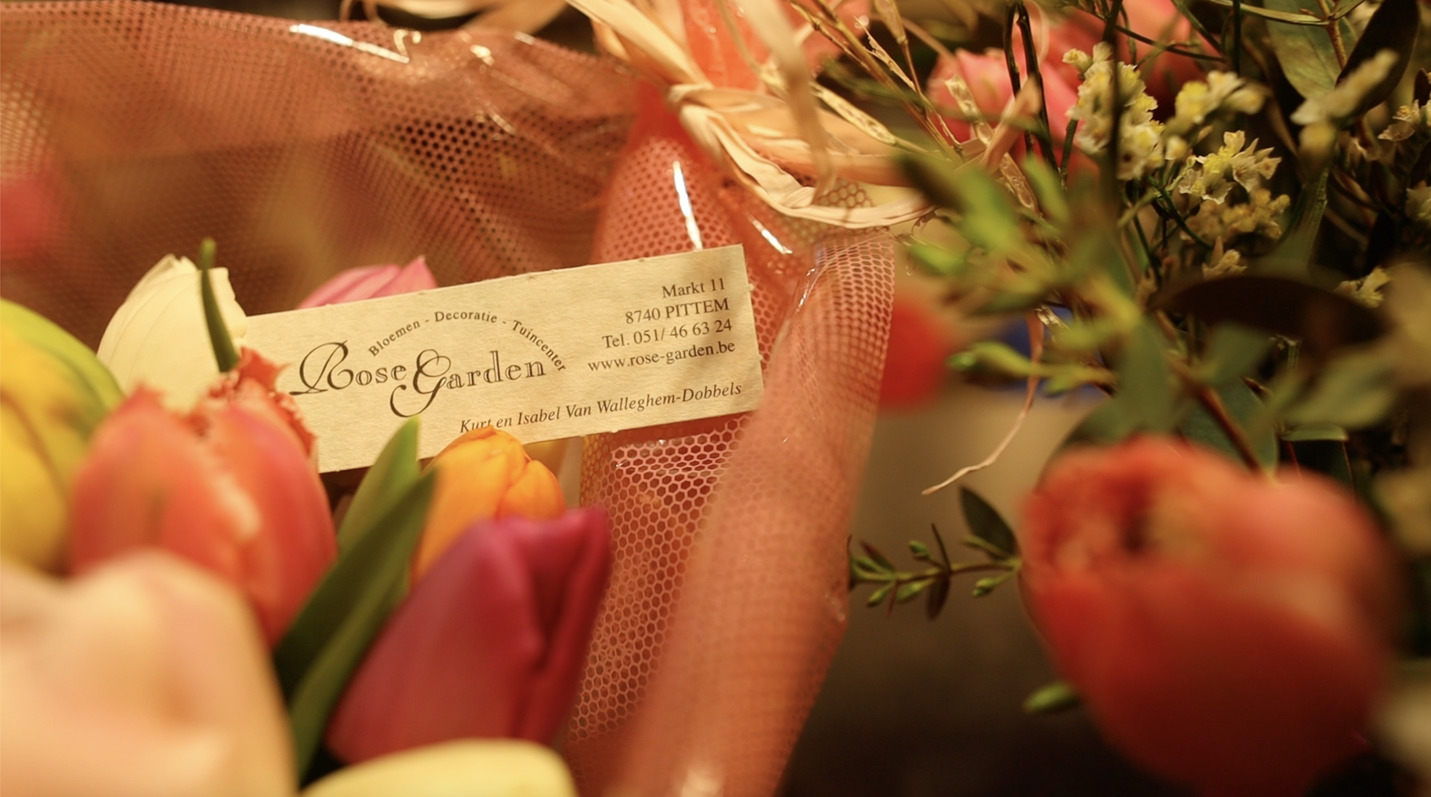 Bloemen - Decoratie - Tuincenter
Rose Garden
Markt 11
8740 PITTEM
Tel. 051/ 46 63 24
www.rose-garden.be
Kurt en Isabel Van Walleghem-Dobbels